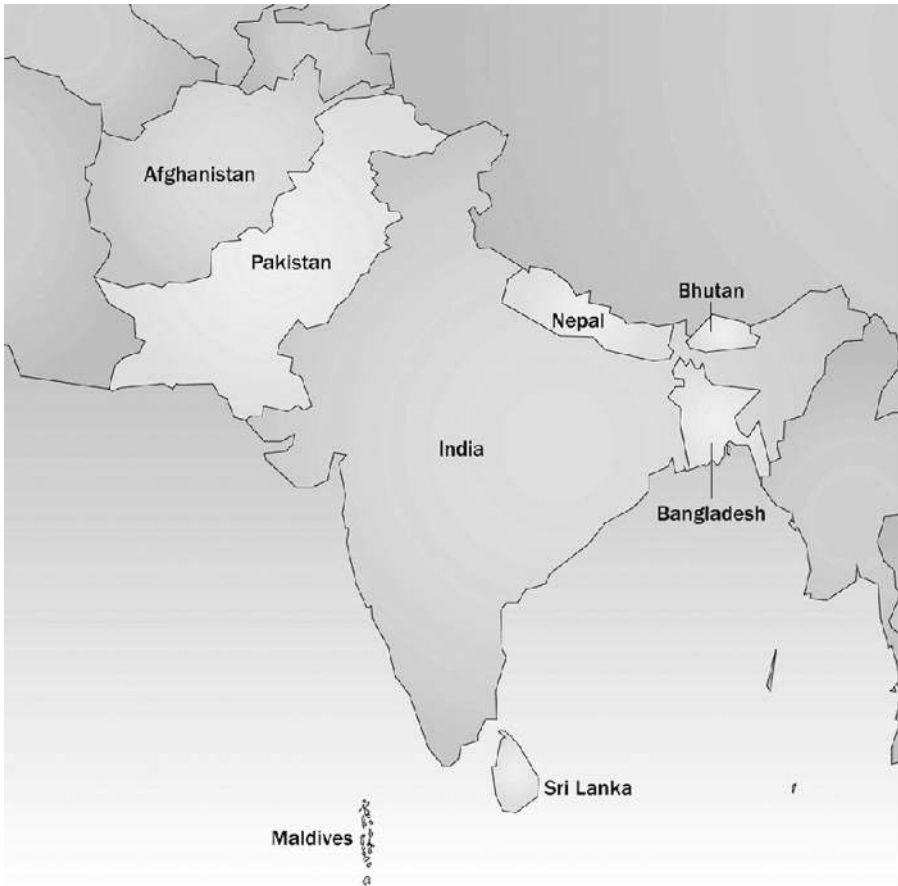 Afghanistan
Pakistan
Bhutan
Nepal
India
Bangladesh
Sri Lanka
Maldives